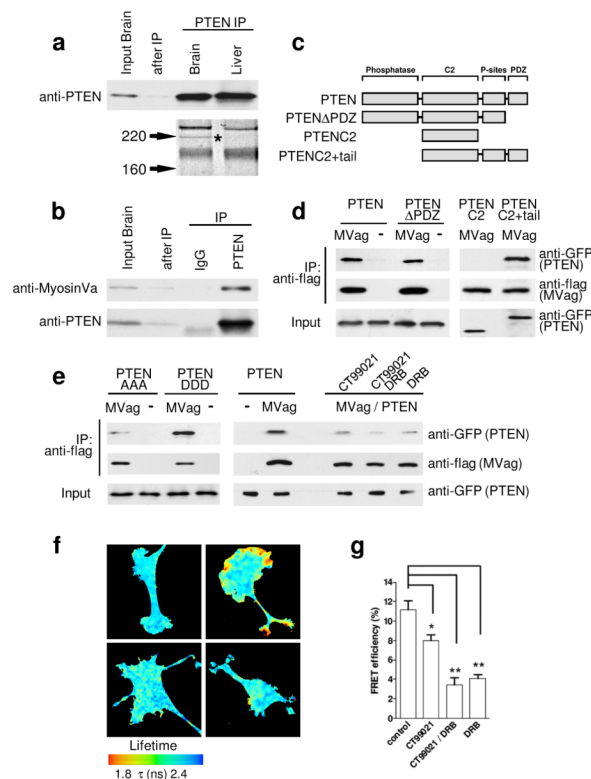 a
Input Brain
after IP
PTEN IP
Brain
Liver
anti-PTEN
220
*
160
b
Input Brain
after IP
IP
IgG
PTEN
anti-MyosinVa
anti-PTEN
c
Phosphatase
C2
P-sites
PDZ
PTEN
PTENΔPDZ
PTENC2
PTENC2+tail
d
PTEN
PTEN ΔPDZ
PTEN C2
PTEN C2+tail
MVag
-
MVag
-
MVag
MVag
IP: anti-flag
anti-GFP (PTEN)
anti-flag (MVag)
Input
anti-GFP (PTEN)
e
PTEN AAA
PTEN DDD
PTEN
CT99021
CT99021 DRB
DRB
MVag
-
MVag
-
-
MVag
MVag / PTEN
IP: anti-flag
anti-GFP (PTEN)
anti-flag (MVag)
Input
anti-GFP (PTEN)
f
Lifetime
1.8 τ (ns) 2.4
g
FRET efficiency (%)
14
12
10
8
6
4
2
0
*
**
**
control
CT99021
CT99021 / DRB
DRB